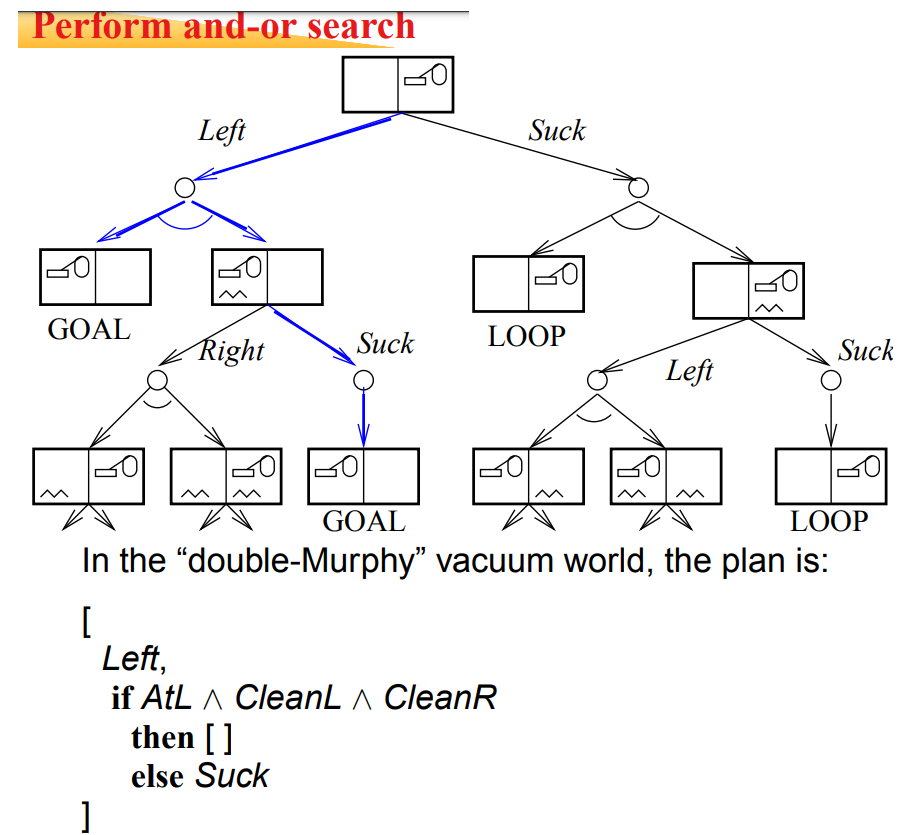 Perform and-or search
Left
Suck
GOAL
LOOP
Right
Suck
Left
Suck
GOAL
LOOP
In the “double-Murphy” vacuum world, the plan is:
[
Left,
if AtL ∧ CleanL ∧ CleanR
then [ ]
else Suck
]